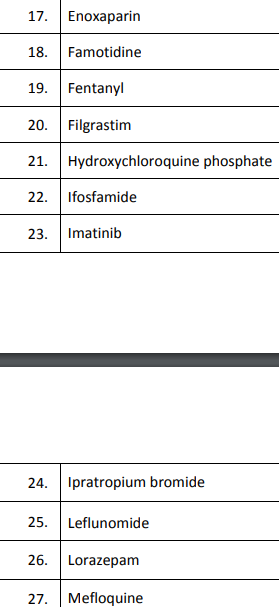 17. Enoxaparin
18. Famotidine
19. Fentanyl
20. Filgrastim
21. Hydroxychloroquine phosphate
22. Ifosfamide
23. Imatinib
24. Ipratropium bromide
25. Leflunomide
26. Lorazepam
27. Mefloquine